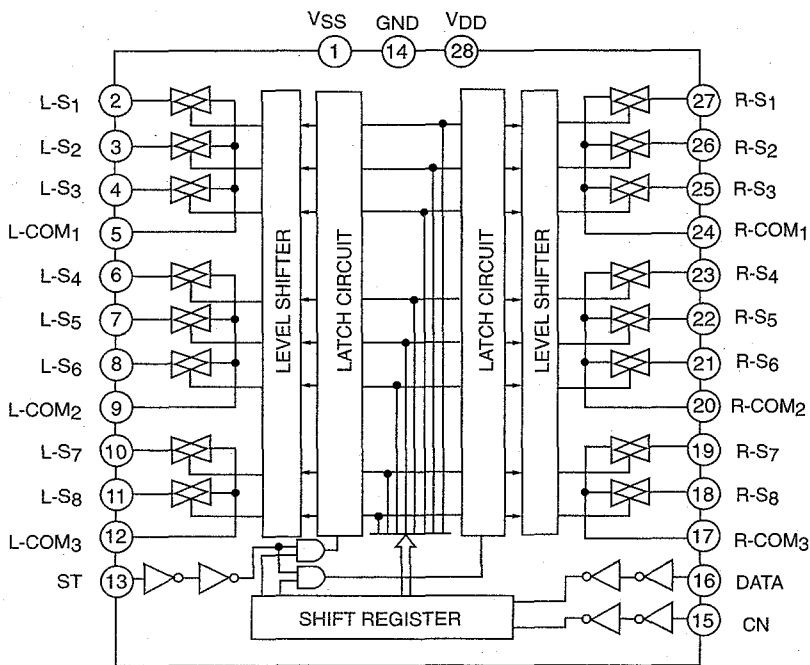 VSS GND VDD
1 14 28
L-S1 2 27 R-S1
L-S2 3 26 R-S2
L-S3 4 25 R-S3
L-COM1 5 24 R-COM1
L-S4 6 23 R-S4
L-S5 7 22 R-S5
L-S6 8 21 R-S6
L-COM2 9 20 R-COM2
L-S7 10 19 R-S7
L-S8 11 18 R-S8
L-COM3 12 17 R-COM3
LEVEL SHIFTER
LATCH CIRCUIT
LATCH CIRCUIT
LEVEL SHIFTER
ST 13 16 DATA
SHIFT REGISTER 15 CN